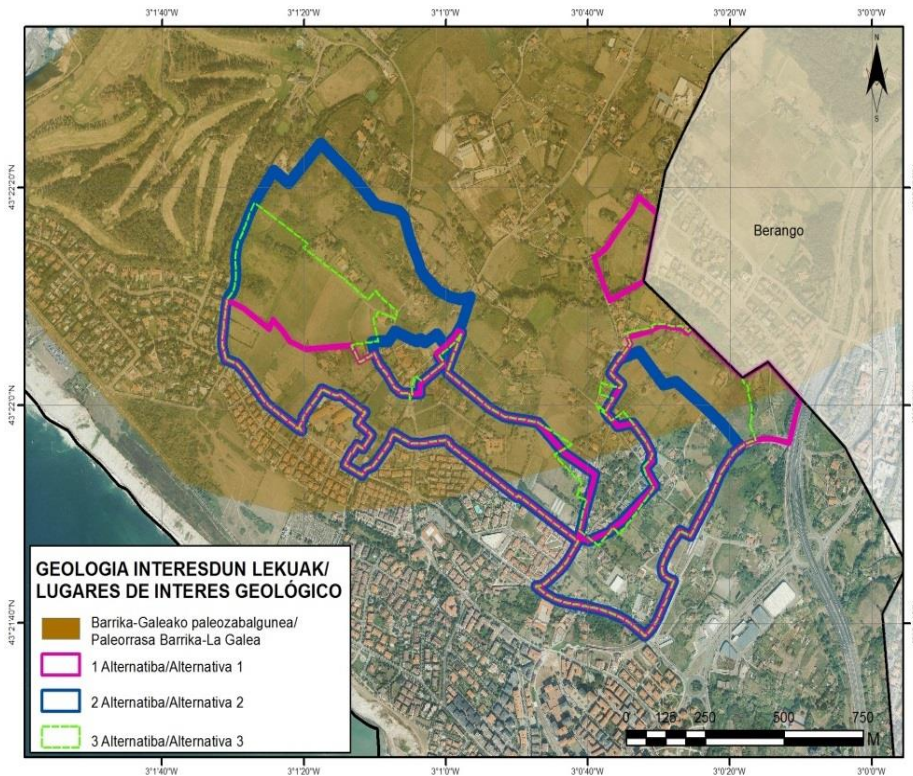 3°1'40"W 3°1'20"W 3°1'0"W 3°0'40"W 3°0'20"W 3°0'0"W
N
S
43°22'20"N
Berango
43°22'0"N
43°21'40"N
GEOLOGIA INTERESDUN LEKUAK/
LUGARES DE INTERES GEOLÓGICO
Barrika-Galeako paleozabalgunea/
Paleorrasa Barrika-La Galea
1 Alternatiba/Alternativa 1
2 Alternatiba/Alternativa 2
3 Alternatiba/Alternativa 3
0 125 250 500 750
M
3°1'40"W 3°1'20"W 3°1'0"W 3°0'40"W 3°0'20"W 3°0'0"W